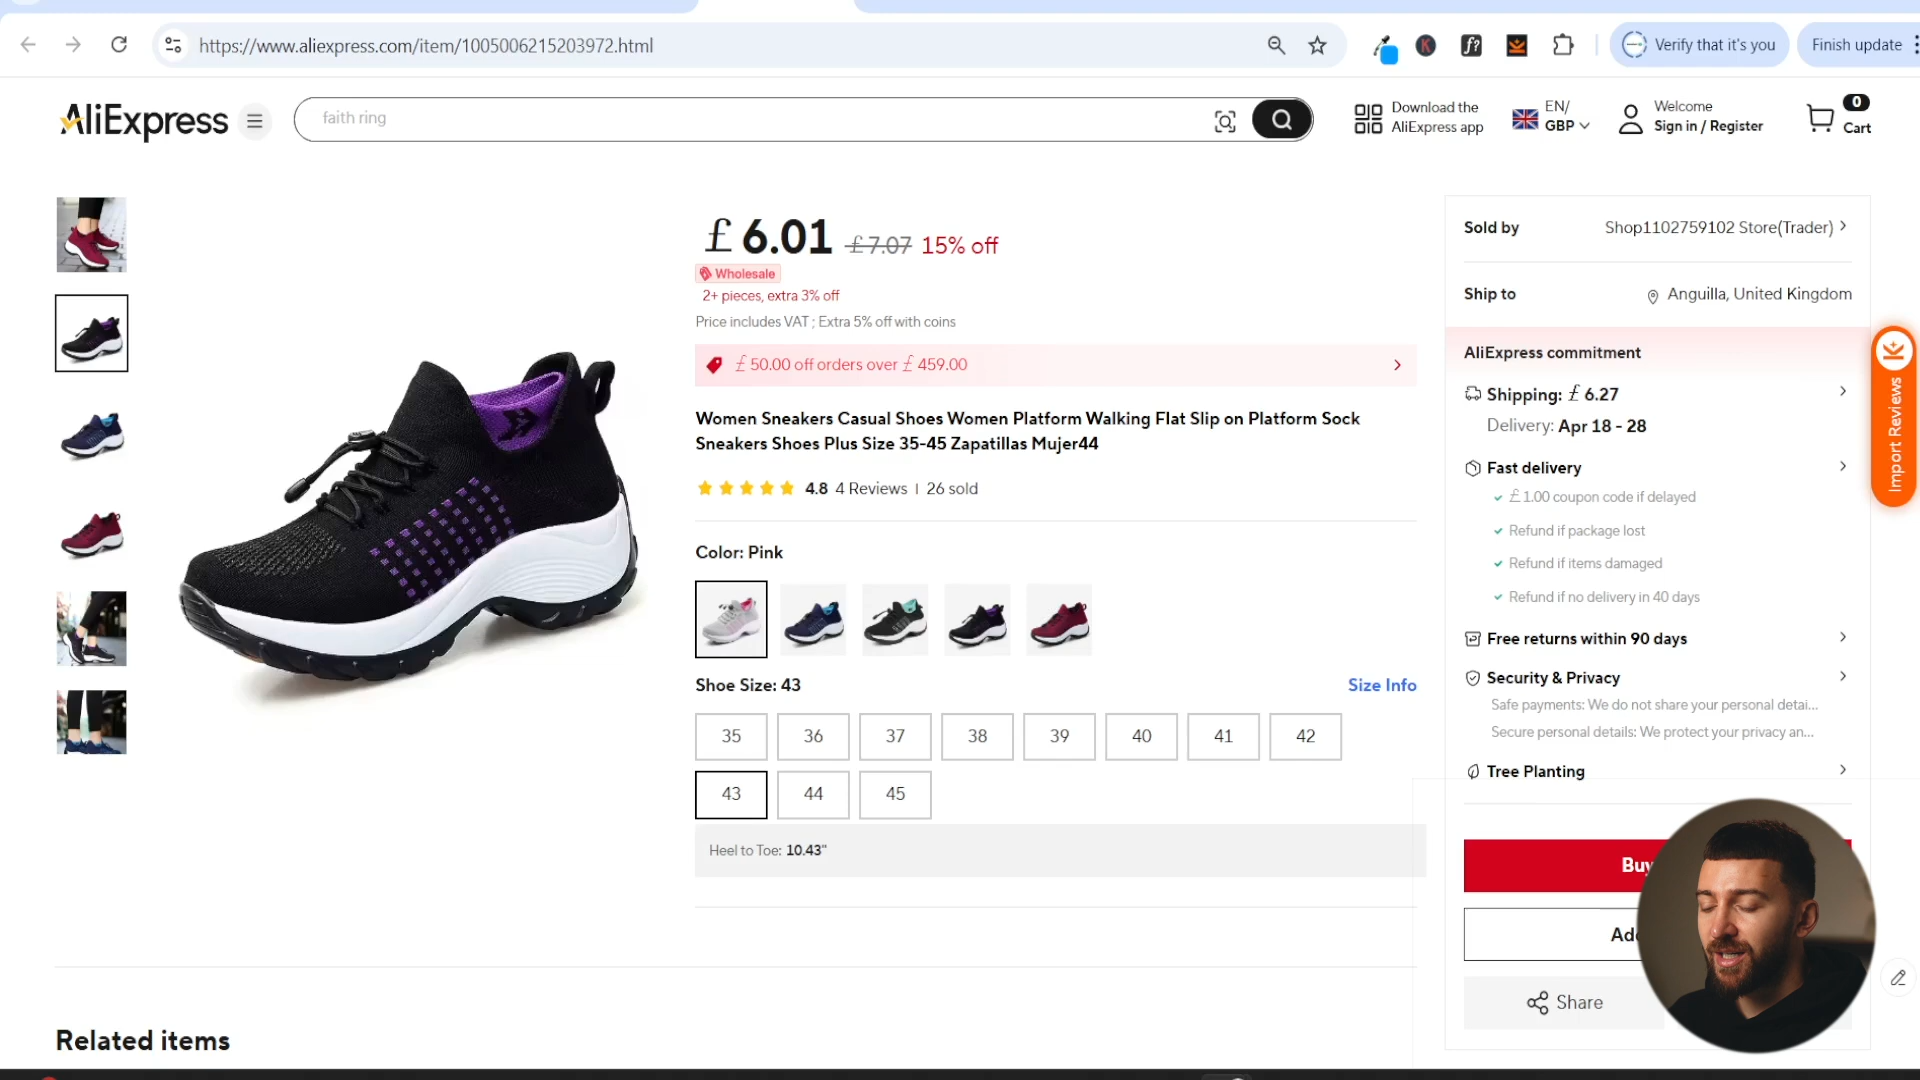 https://www.aliexpress.com/item/1005006215203972.html
Verify that it's you
Finish update
AliExpress
faith ring
Download the
AliExpress app
EN/
GBP
Welcome
Sign in / Register
0
Cart
£6.01 £7.07 15% off
Wholesale
2+ pieces, extra 3% off
Price includes VAT ; Extra 5% off with coins
£50.00 off orders over £459.00
Women Sneakers Casual Shoes Women Platform Walking Flat Slip on Platform Sock
Sneakers Shoes Plus Size 35-45 Zapatillas Mujer44
4.8 4 Reviews | 26 sold
Color: Pink
Shoe Size: 43
Size Info
35 36 37 38 39 40 41 42
43 44 45
Heel to Toe: 10.43"
Sold by
Shop1102759102 Store(Trader)
Ship to
Anguilla, United Kingdom
AliExpress commitment
Shipping: £6.27
Delivery: Apr 18 - 28
Fast delivery
£1.00 coupon code if delayed
Refund if package lost
Refund if items damaged
Refund if no delivery in 40 days
Free returns within 90 days
Security & Privacy
Safe payments: We do not share your personal detai...
Secure personal details: We protect your privacy an...
Tree Planting
Buy
Share
Import Reviews
Related items